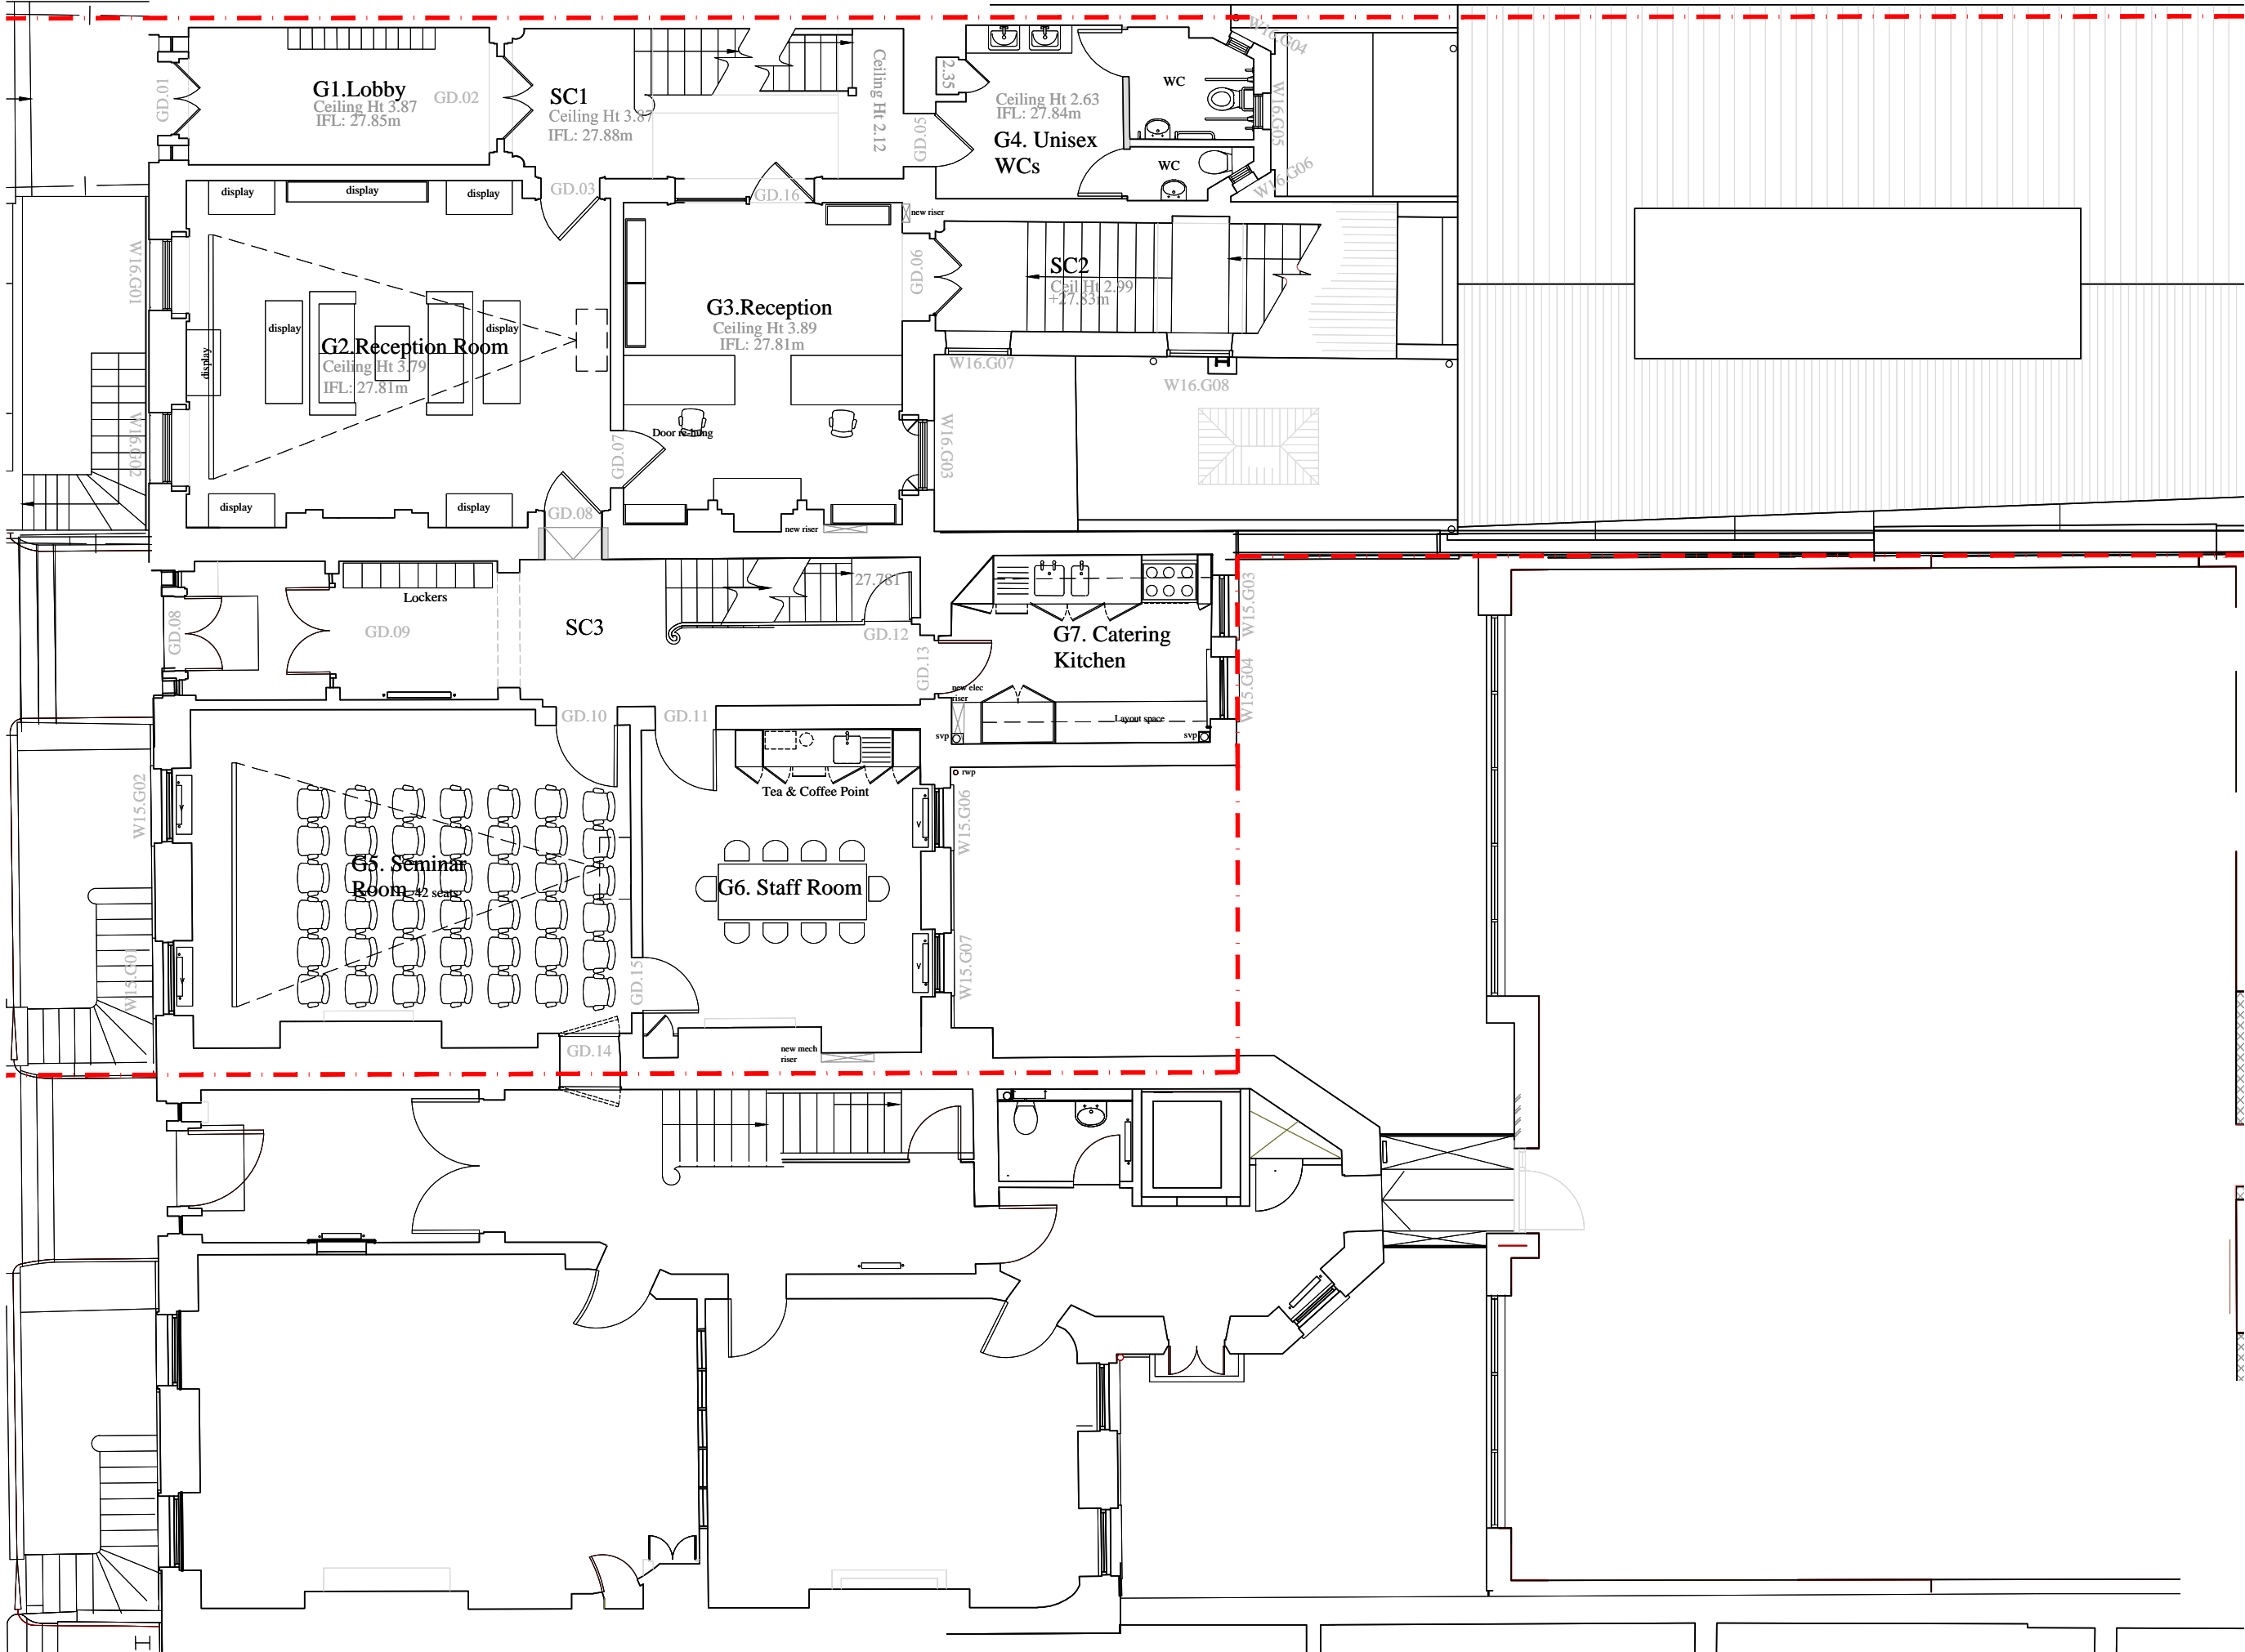 G1.Lobby
Ceiling Ht 3.87
IFL: 27.85m
GD.01
GD.02
SC1
Ceiling Ht 3.87
IFL: 27.88m
Ceiling Ht 2.12
2.35
GD.05
Ceiling Ht 2.63
IFL: 27.84m
G4. Unisex
WCs
WC
WC
W16.G04
W16.G05
W16.G06
GD.03
GD.16
display
display
display
new riser
W16.G01
W16.G02
display
display
display
G2.Reception Room
Ceiling Ht 3.79
IFL: 27.81m
display
display
G3.Reception
Ceiling Ht 3.89
IFL: 27.81m
GD.06
SC2
Ceil Ht 2.99
+27.83m
W16.G07
W16.G08
W16.G03
Door re-hung
GD.07
GD.08
new riser
GD.08
Lockers
GD.09
SC3
27.781
GD.12
GD.13
G7. Catering
Kitchen
W15.G03
W15.G04
new elec
riser
Layout space
svp
svp
GD.10
GD.11
rwp
Tea & Coffee Point
W15.G02
W15.G01
G5. Seminar
Room 42 seats
G6. Staff Room
V
V
V
V
W15.G06
W15.G07
GD.15
GD.14
new mech
riser
H